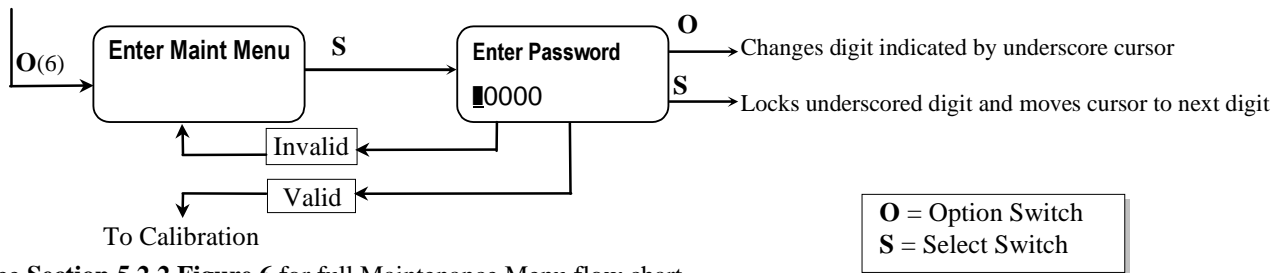 O(6)
Enter Maint Menu
S
Enter Password
0000
O
Changes digit indicated by underscore cursor
S
Locks underscored digit and moves cursor to next digit
Invalid
Valid
To Calibration
O = Option Switch
S = Select Switch
Section 5.2.2 Figure 6 for full Maintenance Menu flow chart